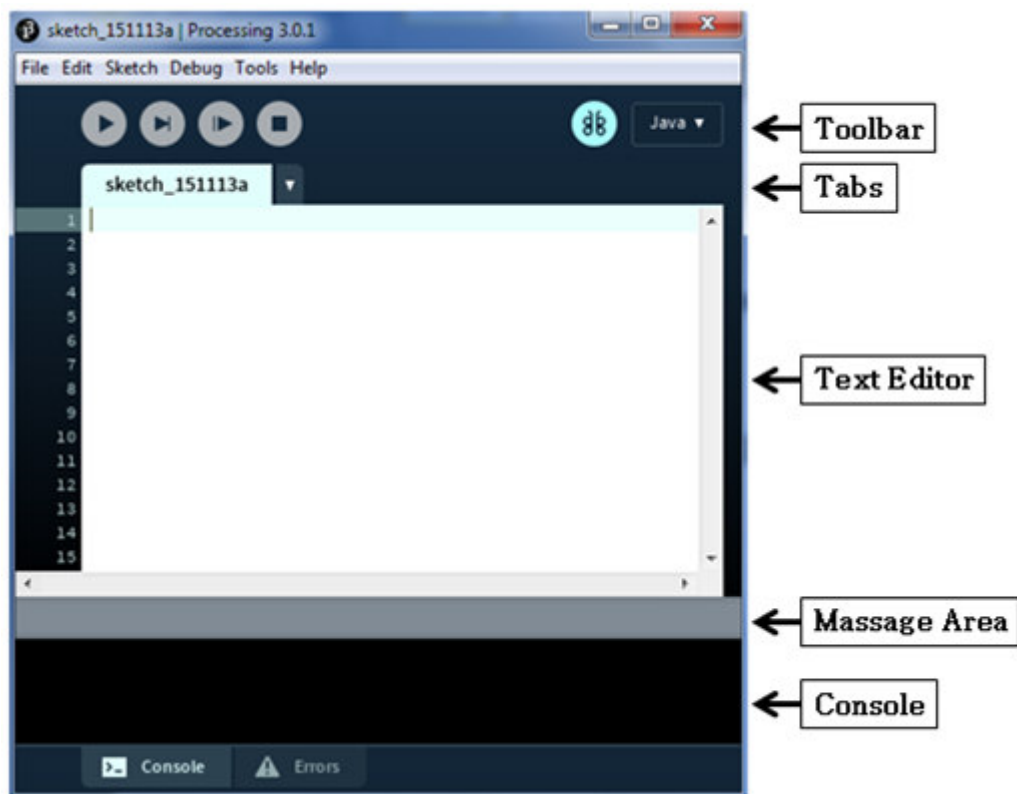 sketch_151113a | Processing 3.0.1
File Edit Sketch Debug Tools Help
Java
Toolbar
sketch_151113a
Tabs
1
2
3
4
5
6
7
8
9
10
11
12
13
14
15
Text Editor
Massage Area
Console
Console
Errors